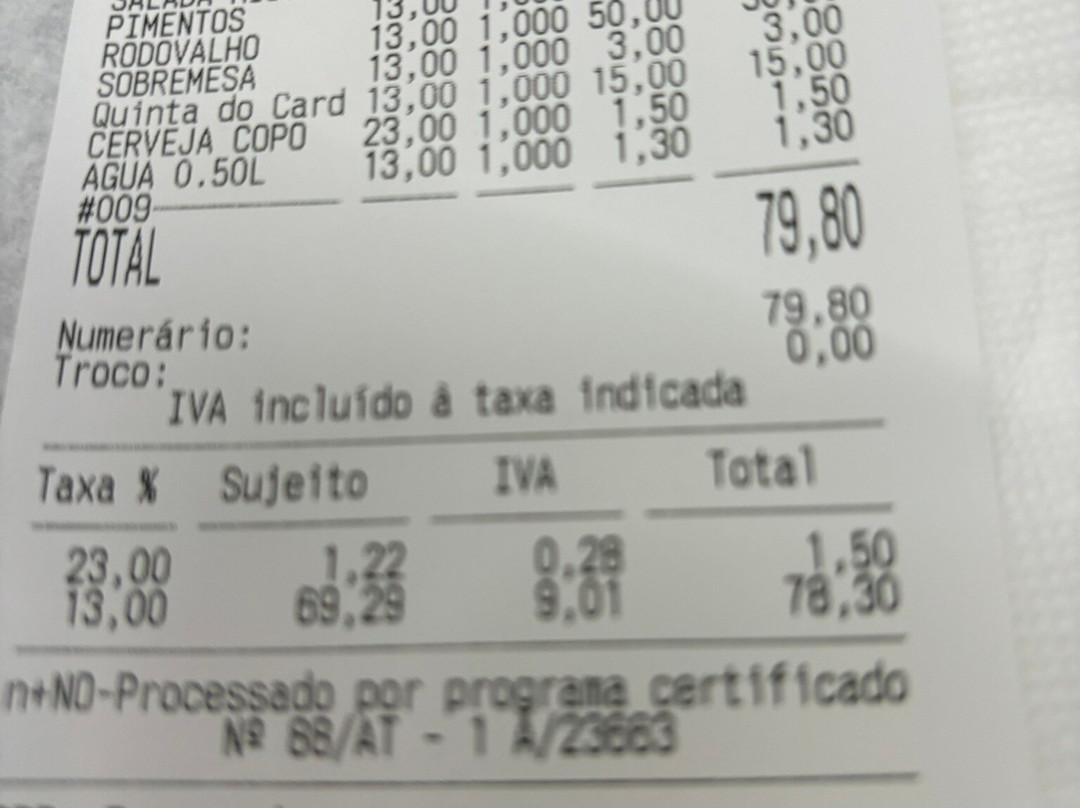 PIMENTOS 13,00
RODOVALHO 13,00 1,000 50,00
SOBREMESA 13,00 1,000 3,00 3,00
Quinta do Card 13,00 1,000 15,00 15,00
CERVEJA COPO 23,00 1,000 1,50 1,50
AGUA 0.50L 13,00 1,000 1,30 1,30
#009
TOTAL 79,80
Numerário: 79,80
Troco: 0,00
IVA incluído à taxa indicada
Taxa % Sujeito IVA Total
23,00 1,22 0,28 1,50
13,00 69,29 9,01 78,30
n+NO-Processado por programa certificado
Nº 68/AT - 1 A/23663